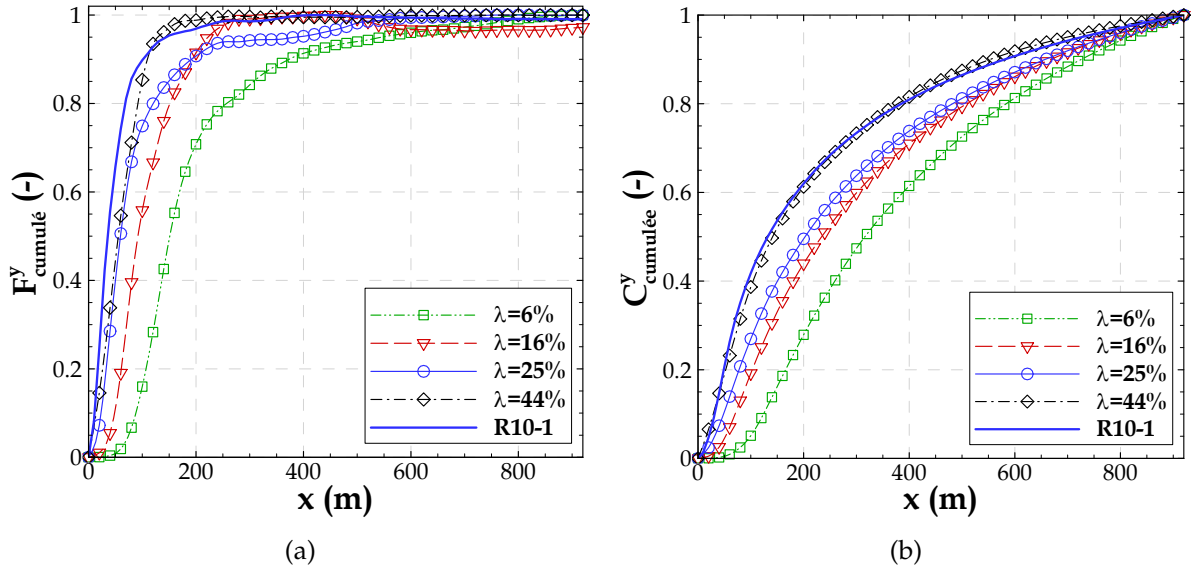 F^y_cumulé (-)
1
0.8
0.6
0.4
0.2
0
0 200 400 600 800
x (m)
λ=6%
λ=16%
λ=25%
λ=44%
R10-1
(a)
C^y_cumulée (-)
1
0.8
0.6
0.4
0.2
0
0 200 400 600 800
x (m)
λ=6%
λ=16%
λ=25%
λ=44%
R10-1
(b)